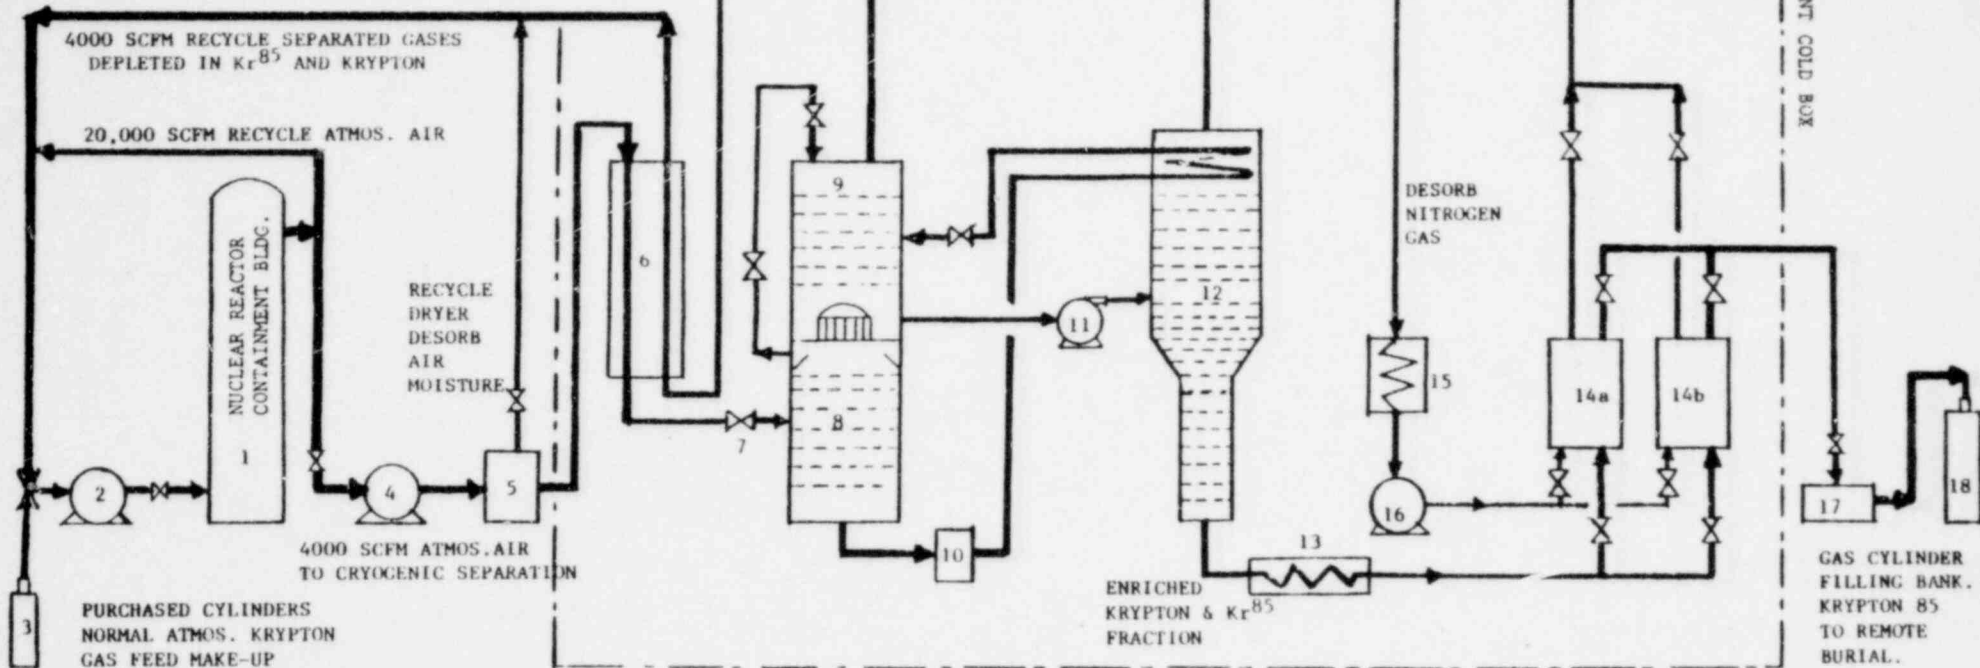 4000 SCFM RECYCLE SEPARATED GASES
DEPLETED IN Kr85 AND KRYPTON
20,000 SCFM RECYCLE ATMOS. AIR
NUCLEAR REACTOR
CONTAINMENT BLDG.
1
2
3
PURCHASED CYLINDERS
NORMAL ATMOS. KRYPTON
GAS FEED MAKE-UP
4
4000 SCFM ATMOS.AIR
TO CRYOGENIC SEPARATION
5
RECYCLE
DRYER
DESORB
AIR
MOISTURE
6
7
8
9
10
11
12
13
ENRICHED
KRYPTON & Kr85
FRACTION
DESORB
NITROGEN
GAS
15
16
14a
14b
NT COLD BOX
17
18
GAS CYLINDER
FILLING BANK.
KRYPTON 85
TO REMOTE
BURIAL.